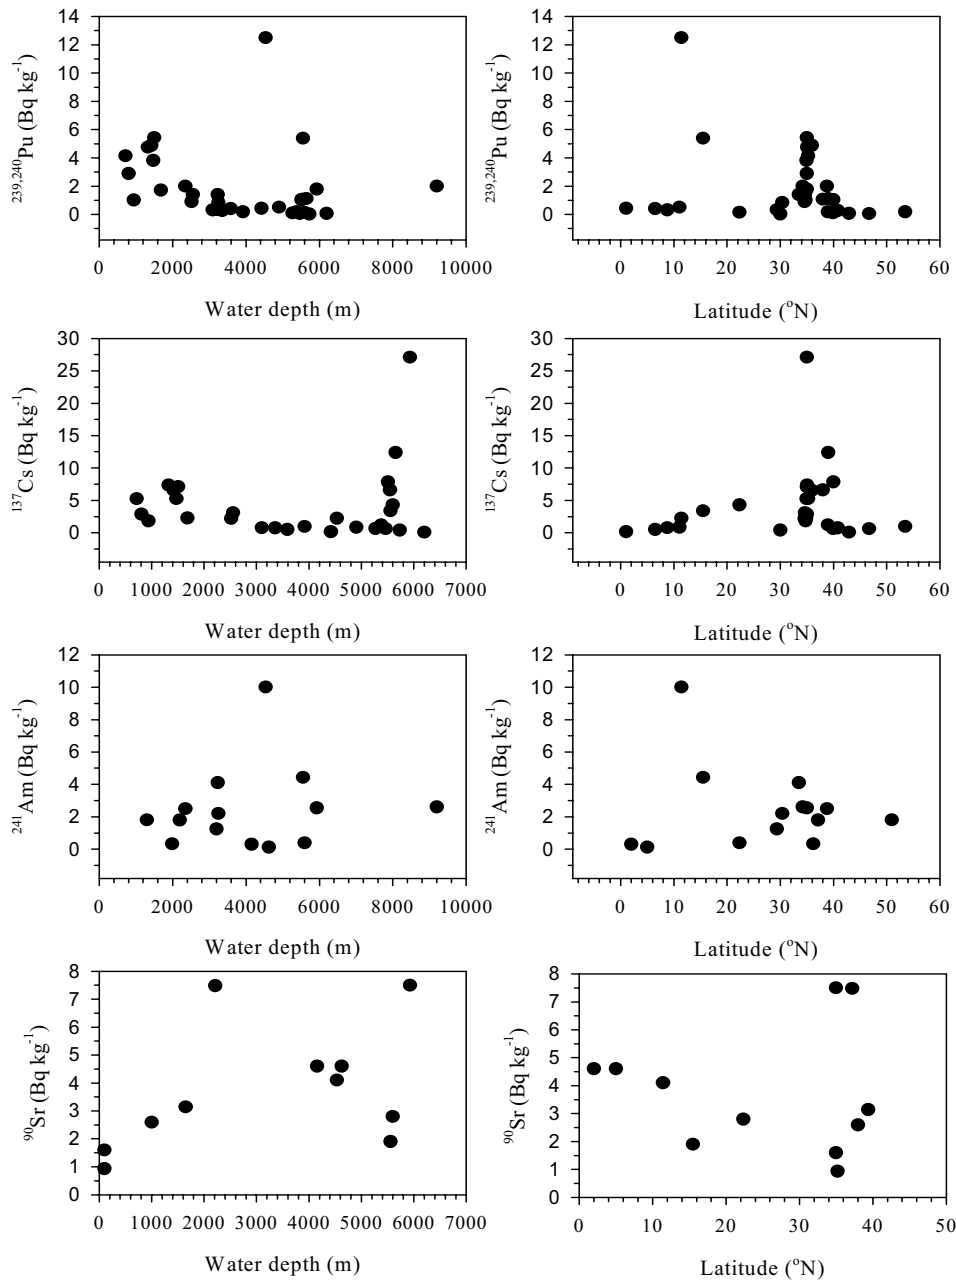 14
12
10
8
6
4
2
0
239,240Pu (Bq kg-1)
0 2000 4000 6000 8000 10000
Water depth (m)
14
12
10
8
6
4
2
0
239,240Pu (Bq kg-1)
0 10 20 30 40 50 60
Latitude (oN)
30
25
20
15
10
5
0
137Cs (Bq kg-1)
0 1000 2000 3000 4000 5000 6000 7000
Water depth (m)
30
25
20
15
10
5
0
137Cs (Bq kg-1)
0 10 20 30 40 50 60
Latitude (oN)
12
10
8
6
4
2
0
241Am (Bq kg-1)
0 2000 4000 6000 8000 10000
Water depth (m)
12
10
8
6
4
2
0
241Am (Bq kg-1)
0 10 20 30 40 50 60
Latitude (oN)
8
7
6
5
4
3
2
1
0
90Sr (Bq kg-1)
0 1000 2000 3000 4000 5000 6000 7000
Water depth (m)
8
7
6
5
4
3
2
1
0
90Sr (Bq kg-1)
0 10 20 30 40 50
Latitude (oN)